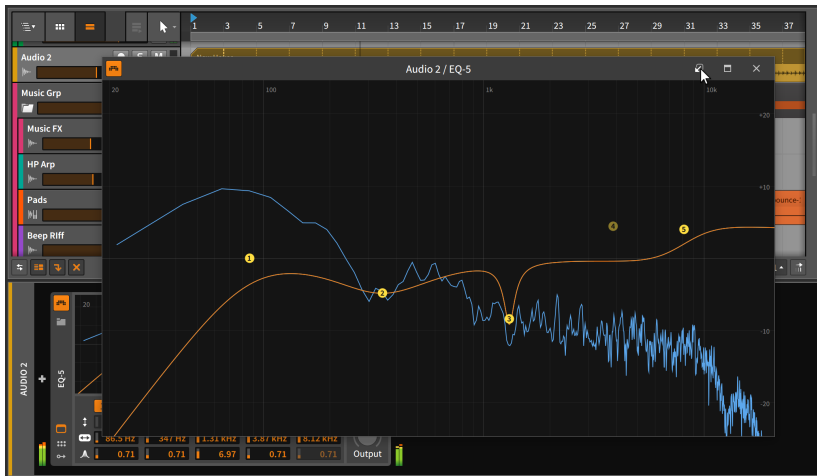 1 3 5 7 9 11 13 15 17 19 21 23 25 27 29 31 33 35 37
Audio 2
S M
Audio 2 / EQ-5
Music Grp
20 100 1k 10k
+20
Music FX
HP Arp
+10
Pads
ounce-
4
5
Beep RIff
1
2
3
-10
20
AUDIO 2
EQ-5
-20
86.5 Hz 347 Hz 1.31 kHz 3.87 kHz 8.12 kHz
0.71 0.71 6.97 0.71 0.71 Output